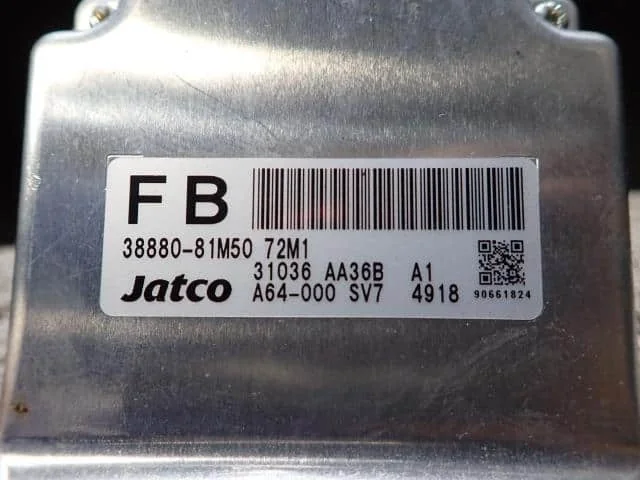 FB
38880-81M50 72M1
31036 AA36B A1
Jatco A64-000 SV7 4918 90661824